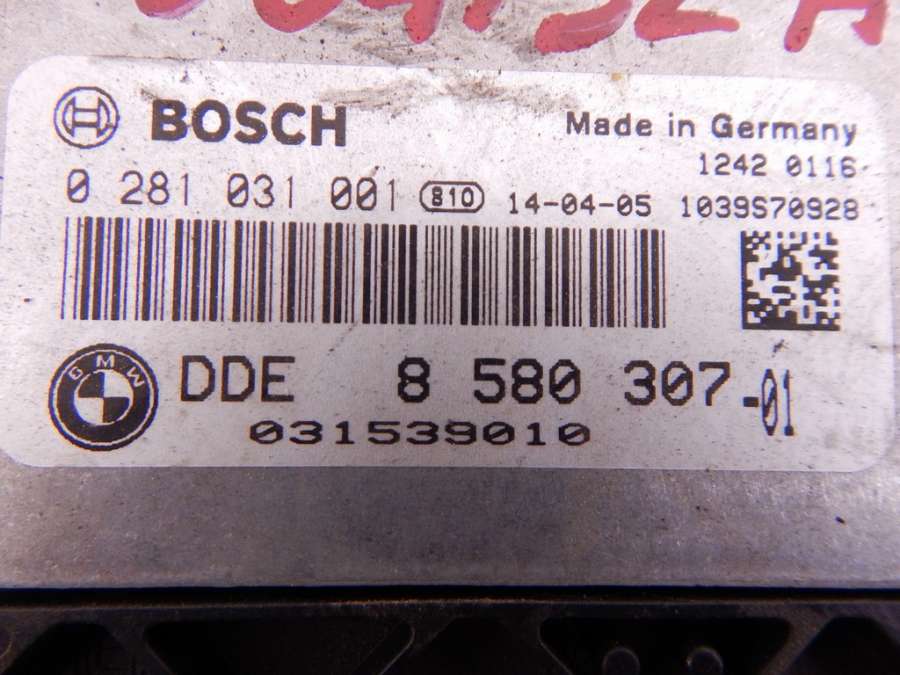 BOSCH
Made in Germany
1242 0116
0 281 031 001 810 14-04-05 1039S70928
BMW
DDE 8 580 307-01
031539010